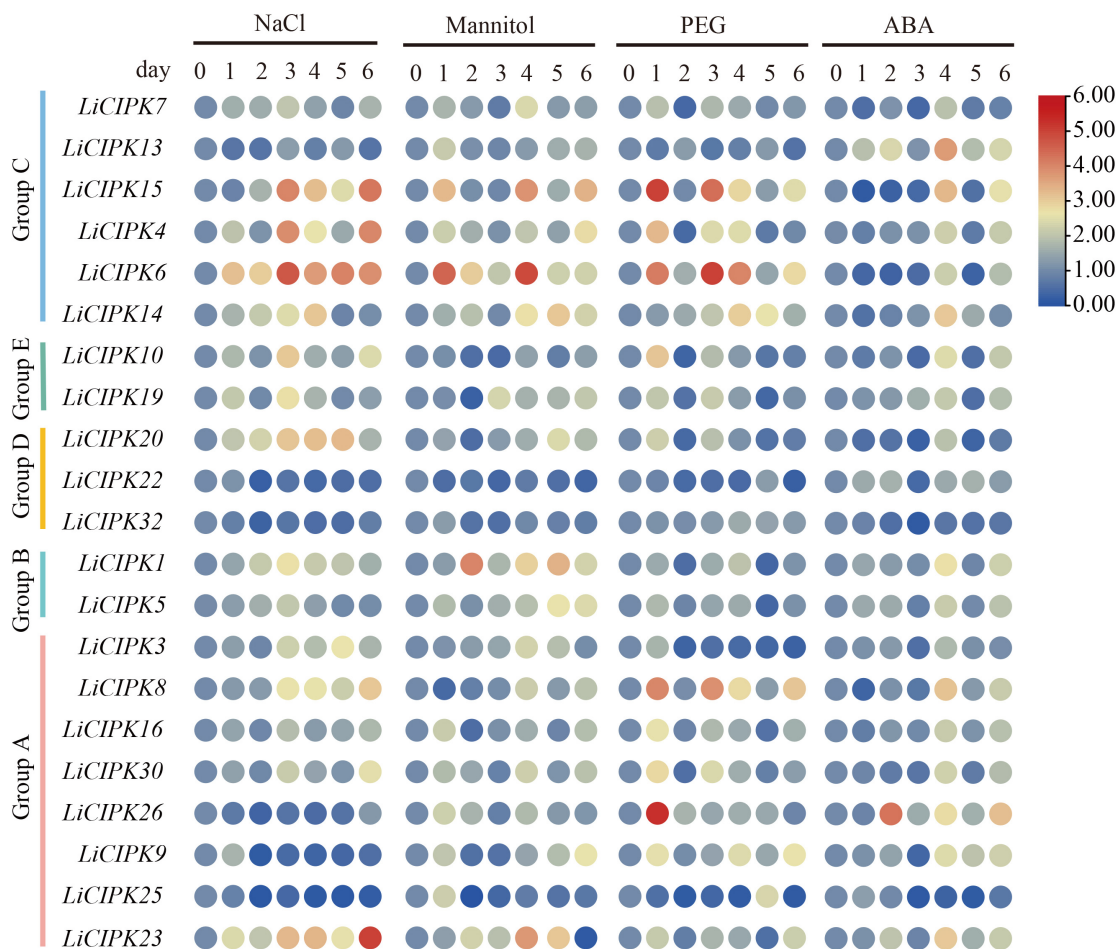 NaCl Mannitol PEG ABA
day 0 1 2 3 4 5 6 0 1 2 3 4 5 6 0 1 2 3 4 5 6 0 1 2 3 4 5 6
Group C
LiCIPK7
LiCIPK13
LiCIPK15
LiCIPK4
LiCIPK6
LiCIPK14
Group E
LiCIPK10
LiCIPK19
Group D
LiCIPK20
LiCIPK22
LiCIPK32
Group B
LiCIPK1
LiCIPK5
Group A
LiCIPK3
LiCIPK8
LiCIPK16
LiCIPK30
LiCIPK26
LiCIPK9
LiCIPK25
LiCIPK23
6.00
5.00
4.00
3.00
2.00
1.00
0.00